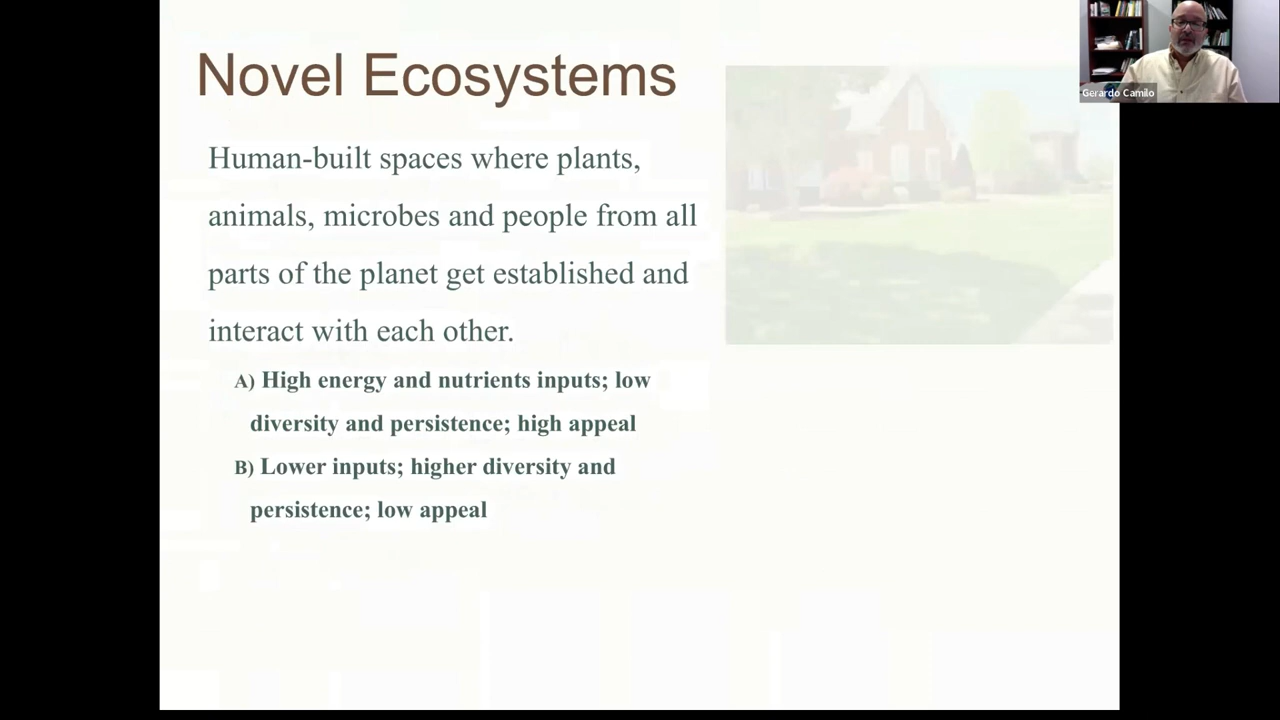 Novel Ecosystems
Human-built spaces where plants,
animals, microbes and people from all
parts of the planet get established and
interact with each other.
A) High energy and nutrients inputs; low
diversity and persistence; high appeal
B) Lower inputs; higher diversity and
persistence; low appeal
Gerardo Camilo